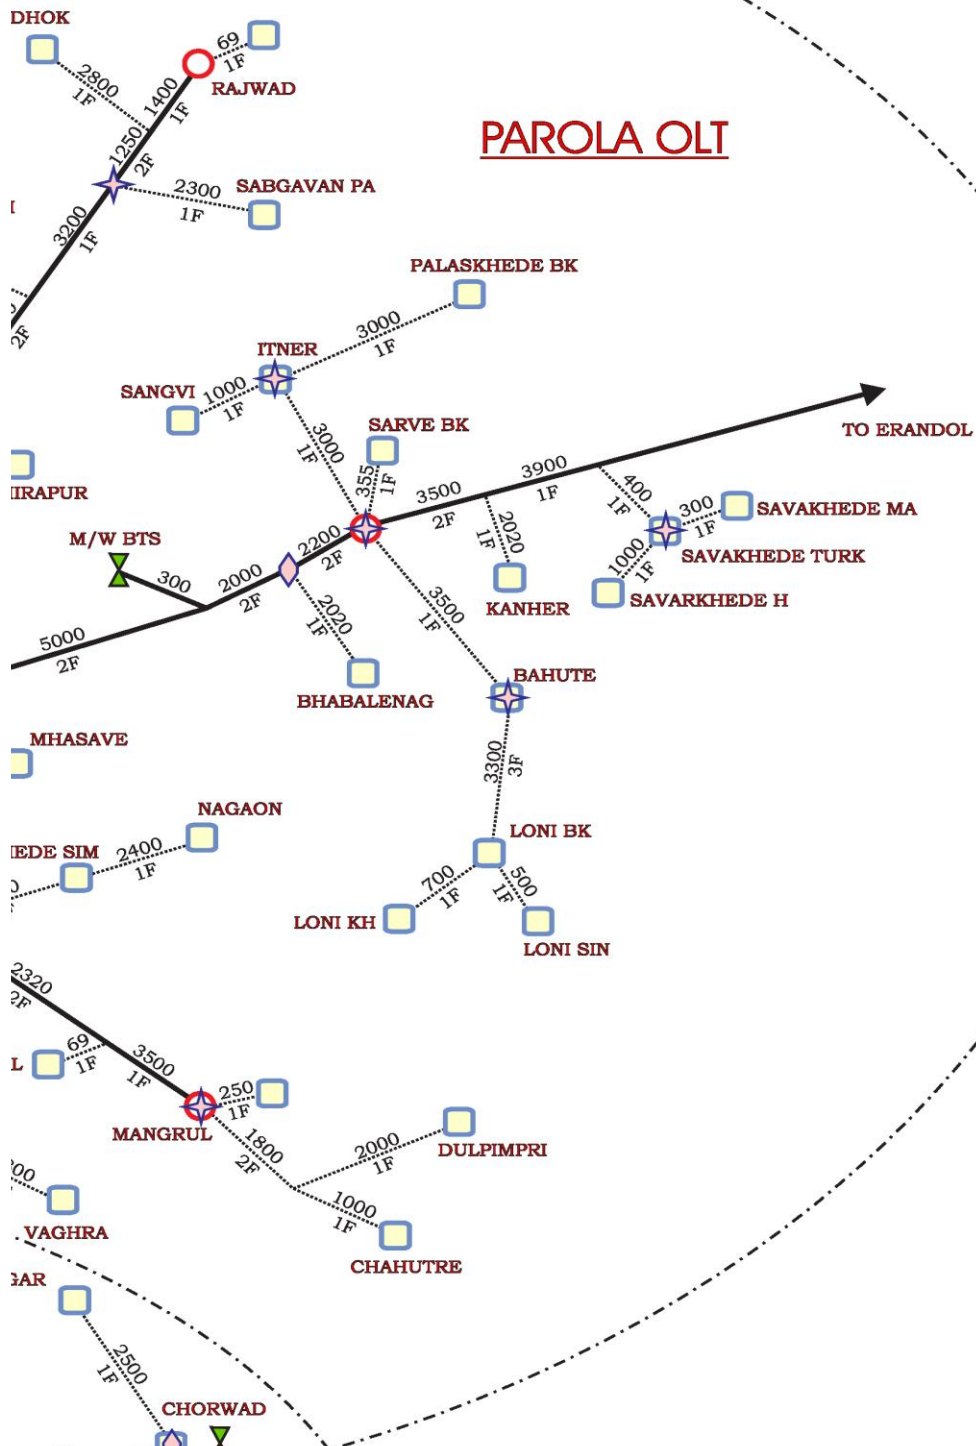 DHOK
69
1F
RAJWAD
2800
1F
1400
1F
PAROLA OLT
1250
2F
2300
1F
SABGAVAN PA
3200
1F
2F
PALASKHEDE BK
3000
1F
ITNER
SANGVI
1000
1F
3000
1F
SARVE BK
355
1F
TO ERANDOL
3500
2F
3900
1F
400
1F
300
1F
SAVAKHEDE MA
HIRAPUR
M/W BTS
300
2000
2F
2200
2F
2020
1F
KANHER
SAVAKHEDE TURK
1000
1F
SAVARKHEDE H
5000
2F
2020
1F
BHABALENAG
3500
1F
BAHUTE
MHASAVE
3300
3F
NAGAON
2400
1F
HEDE SIM
LONI BK
700
1F
500
1F
LONI KH
LONI SIN
2320
2F
69
1F
L
3500
1F
250
1F
MANGRUL
1800
2F
2000
1F
DULPIMPRI
1000
1F
CHAHUTRE
VAGHRA
GAR
2500
1F
CHORWAD